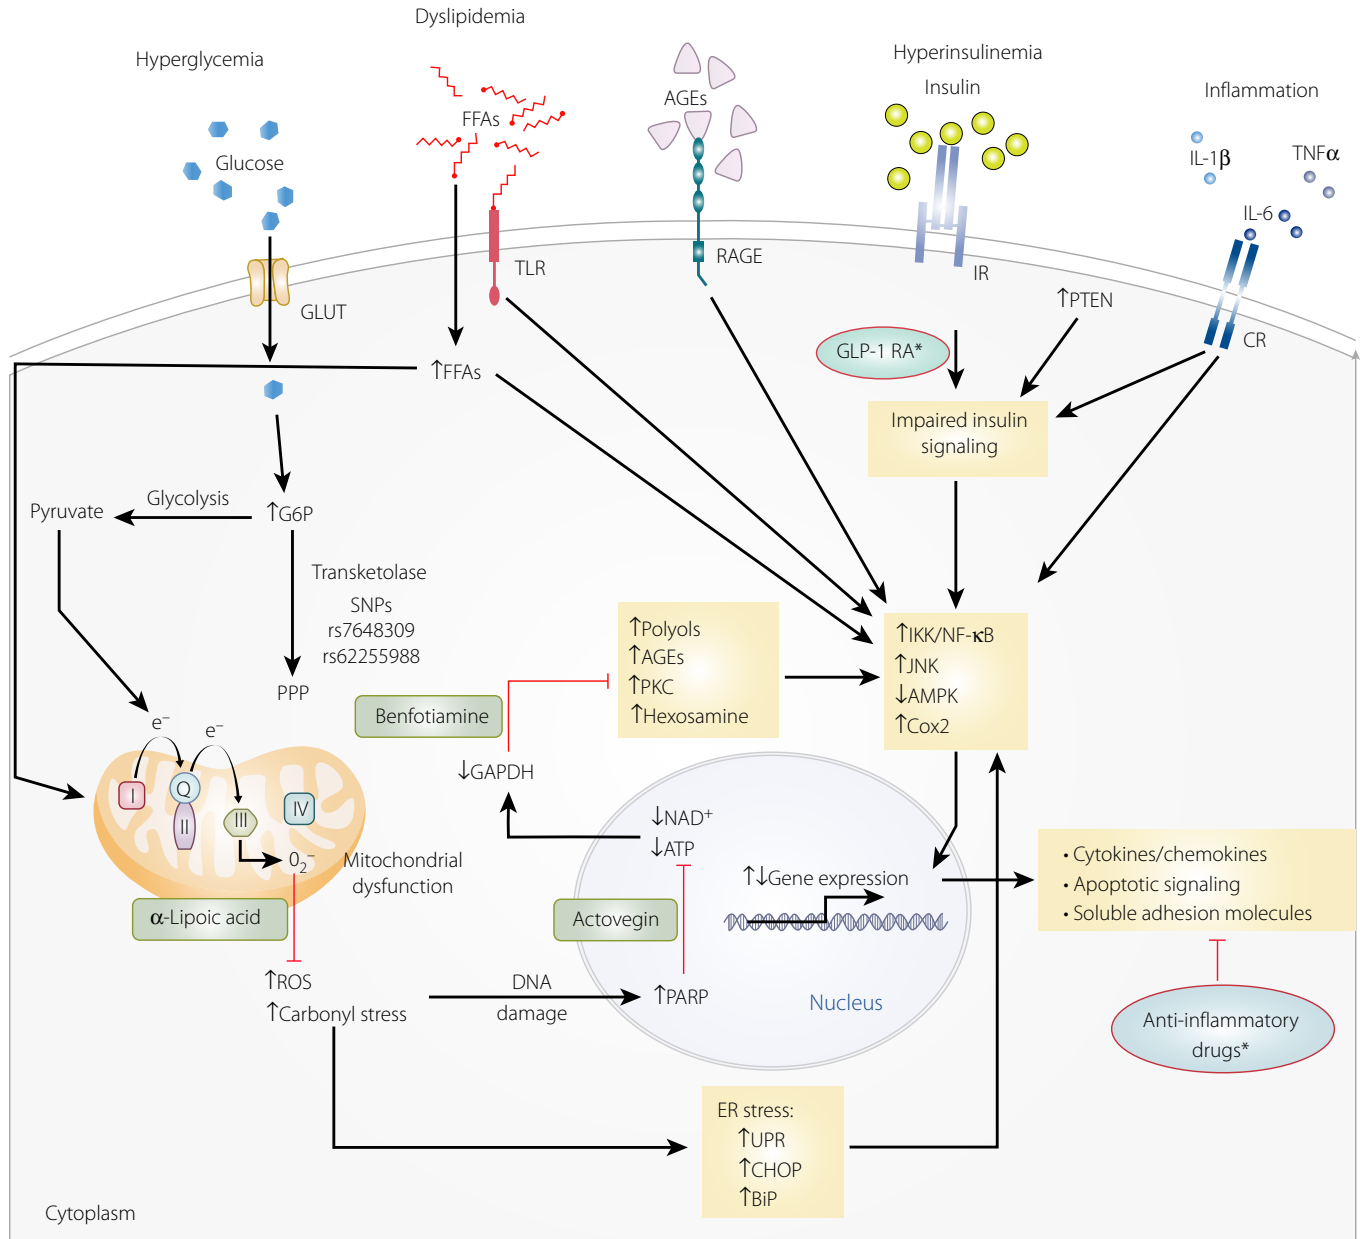 Dyslipidemia
Hyperglycemia
Hyperinsulinemia
Insulin
Inflammation
AGEs
FFAs
Glucose
IL-1β
TNFα
IL-6
TLR
RAGE
IR
GLUT
↑PTEN
CR
GLP-1 RA*
↑FFAs
Impaired insulin
signaling
Pyruvate
Glycolysis
↑G6P
Transketolase
SNPs
rs7648309
rs62255988
PPP
↑Polyols
↑AGEs
↑PKC
↑Hexosamine
↑IKK/NF-κB
↑JNK
↓AMPK
↑Cox2
Benfotiamine
e−
e−
I
Q
II
III
IV
O2−
Mitochondrial
dysfunction
↓GAPDH
↓NAD+
↓ATP
↑↓Gene expression
• Cytokines/chemokines
• Apoptotic signaling
• Soluble adhesion molecules
α-Lipoic acid
Actovegin
↑ROS
↑Carbonyl stress
DNA
damage
↑PARP
Nucleus
Anti-inflammatory
drugs*
ER stress:
↑UPR
↑CHOP
↑BiP
Cytoplasm